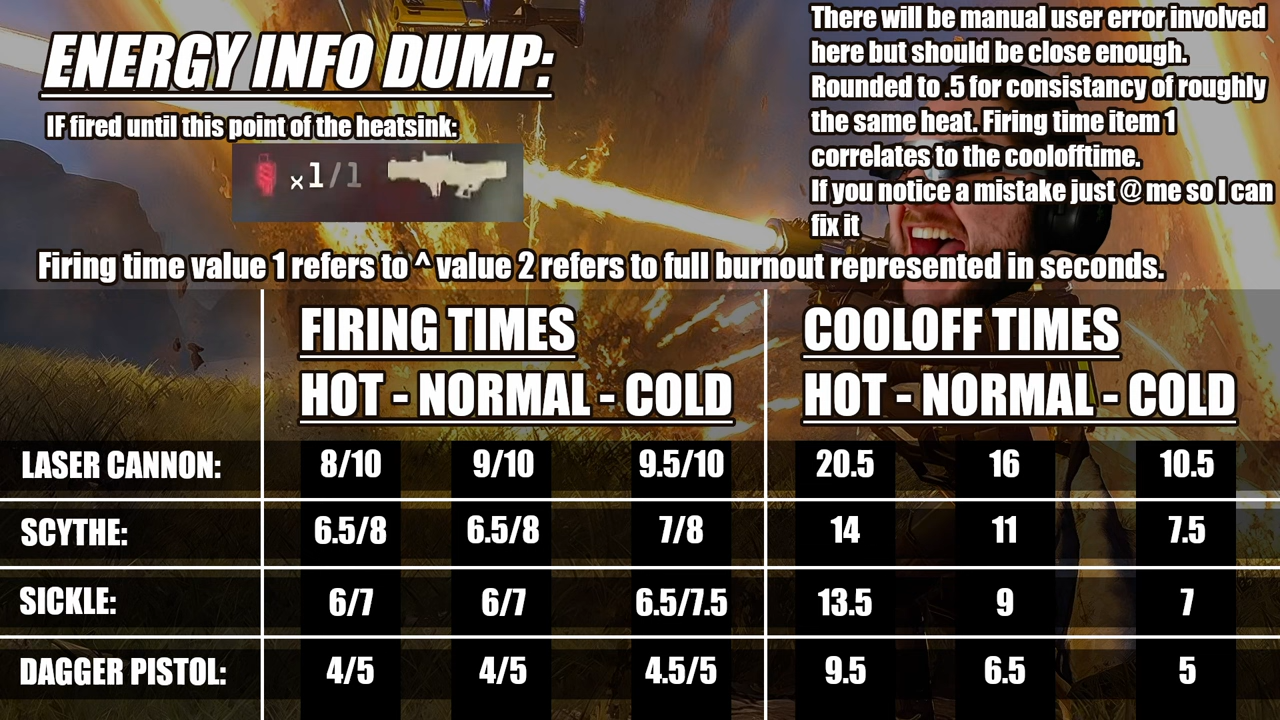 ENERGY INFO DUMP:
IF fired until this point of the heatsink:
x1/1
There will be manual user error involved
here but should be close enough.
Rounded to .5 for consistancy of roughly
the same heat. Firing time item 1
correlates to the coolofftime.
If you notice a mistake just @ me so I can
fix it
Firing time value 1 refers to ^ value 2 refers to full burnout represented in seconds.
FIRING TIMES
HOT - NORMAL - COLD
COOLOFF TIMES
HOT - NORMAL - COLD
LASER CANNON: 8/10 9/10 9.5/10 20.5 16 10.5
SCYTHE: 6.5/8 6.5/8 7/8 14 11 7.5
SICKLE: 6/7 6/7 6.5/7.5 13.5 9 7
DAGGER PISTOL: 4/5 4/5 4.5/5 9.5 6.5 5